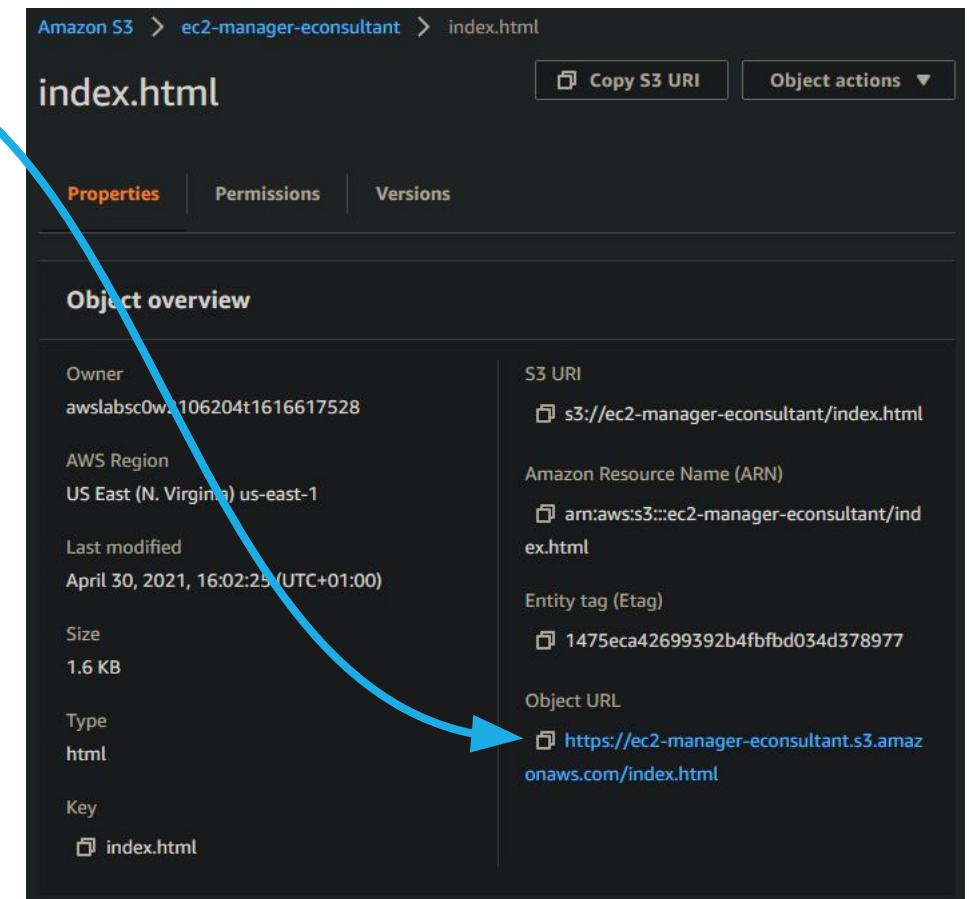 Amazon S3 > ec2-manager-econsultant > index.html
index.html
Copy S3 URI
Object actions ▼
Properties
Permissions
Versions
Object overview
Owner
awslabsc0w2106204t1616617528
AWS Region
US East (N. Virginia) us-east-1
Last modified
April 30, 2021, 16:02:25 (UTC+01:00)
Size
1.6 KB
Type
html
Key
index.html
S3 URI
s3://ec2-manager-econsultant/index.html
Amazon Resource Name (ARN)
arn:aws:s3:::ec2-manager-econsultant/ind
ex.html
Entity tag (Etag)
1475eca42699392b4fbfbd034d378977
Object URL
https://ec2-manager-econsultant.s3.amaz
onaws.com/index.html